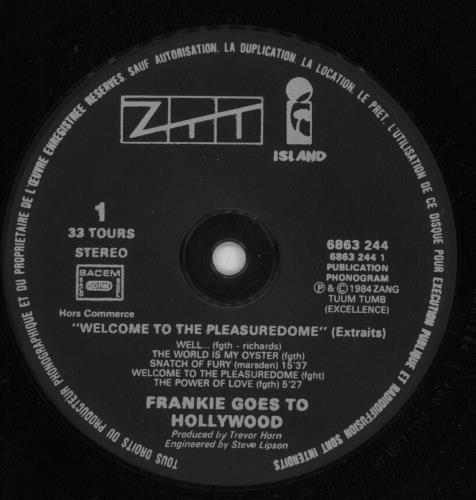 TOUS DROITS DU PRODUCTEUR PHONOGRAPHIQUE ET DU PROPRIETAIRE DE L'ŒUVRE ENREGISTREE RESERVES. SAUF AUTORISATION. LA DUPLICATION. LA LOCATION. LE PRET. L'UTILISATION DE CE DISQUE POUR EXECUTION PUBLIQUE ET RADIODIFFUSION SONT INTERDITS
ZTT
ISLAND
1
33 TOURS
STEREO
6863 244
6863 244 1
PUBLICATION
PHONOGRAM
SACEM
SACD SDRM SGDL
℗ & © 1984 ZANG
TUUM TUMB
(EXCELLENCE)
Hors Commerce
"WELCOME TO THE PLEASUREDOME" (Extraits)
WELL... (fgth - richards)
THE WORLD IS MY OYSTER (fgth)
SNATCH OF FURY (marsden) 15'37
WELCOME TO THE PLEASUREDOME (fght)
THE POWER OF LOVE (fgth) 5'27
FRANKIE GOES TO
HOLLYWOOD
Produced by Trevor Horn
Engineered by Steve Lipson